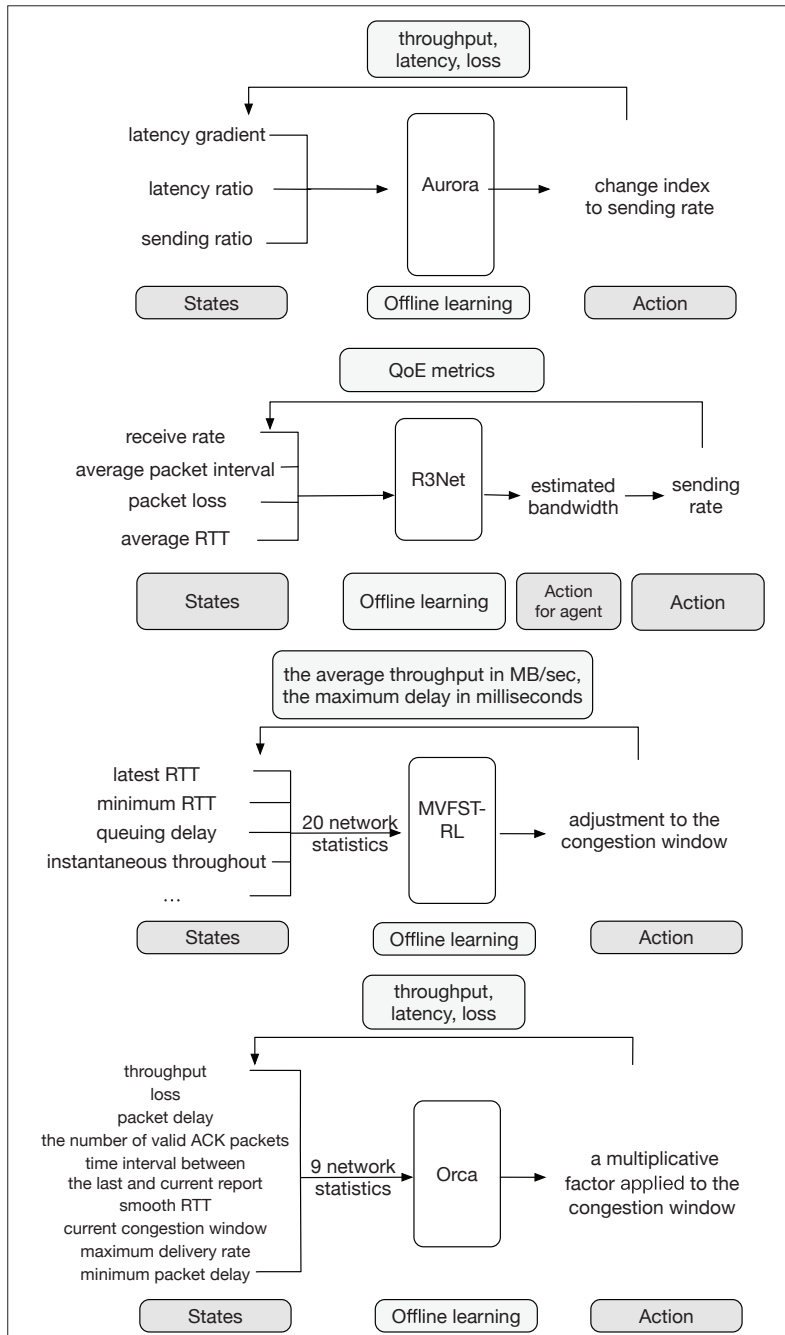 throughput,
latency, loss
latency gradient
latency ratio
sending ratio
Aurora
change index
to sending rate
States
Offline learning
Action
QoE metrics
receive rate
average packet interval
packet loss
average RTT
R3Net
estimated
bandwidth
sending
rate
States
Offline learning
Action
for agent
Action
the average throughput in MB/sec,
the maximum delay in milliseconds
latest RTT
minimum RTT
queuing delay
instantaneous throughout
...
20 network
statistics
MVFST-
RL
adjustment to the
congestion window
States
Offline learning
Action
throughput,
latency, loss
throughput
loss
packet delay
the number of valid ACK packets
time interval between
the last and current report
smooth RTT
current congestion window
maximum delivery rate
minimum packet delay
9 network
statistics
Orca
a multiplicative
factor applied to the
congestion window
States
Offline learning
Action